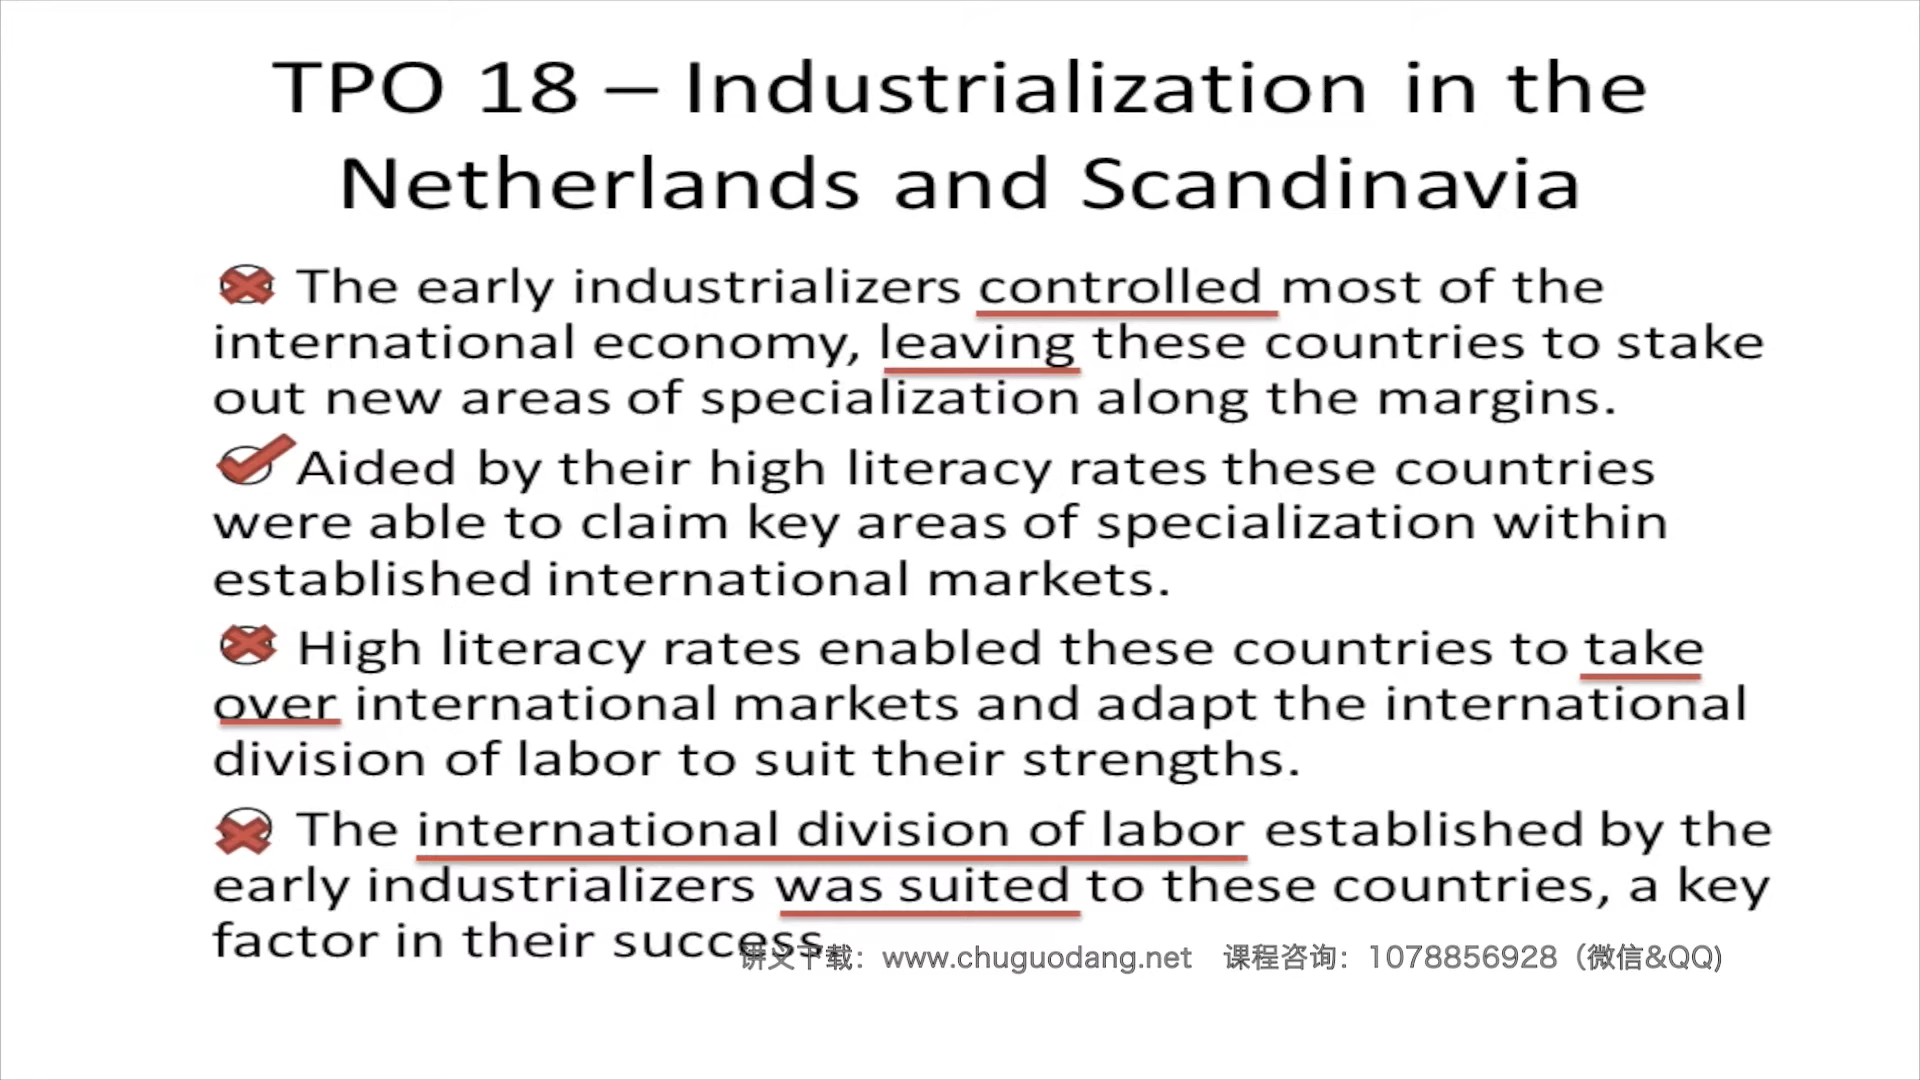 TPO 18 – Industrialization in the
Netherlands and Scandinavia
The early industrializers controlled most of the
international economy, leaving these countries to stake
out new areas of specialization along the margins.
Aided by their high literacy rates these countries
were able to claim key areas of specialization within
established international markets.
High literacy rates enabled these countries to take
over international markets and adapt the international
division of labor to suit their strengths.
The international division of labor established by the
early industrializers was suited to these countries, a key
factor in their success.
讲义下载：www.chuguodang.net 课程咨询：1078856928（微信&QQ)